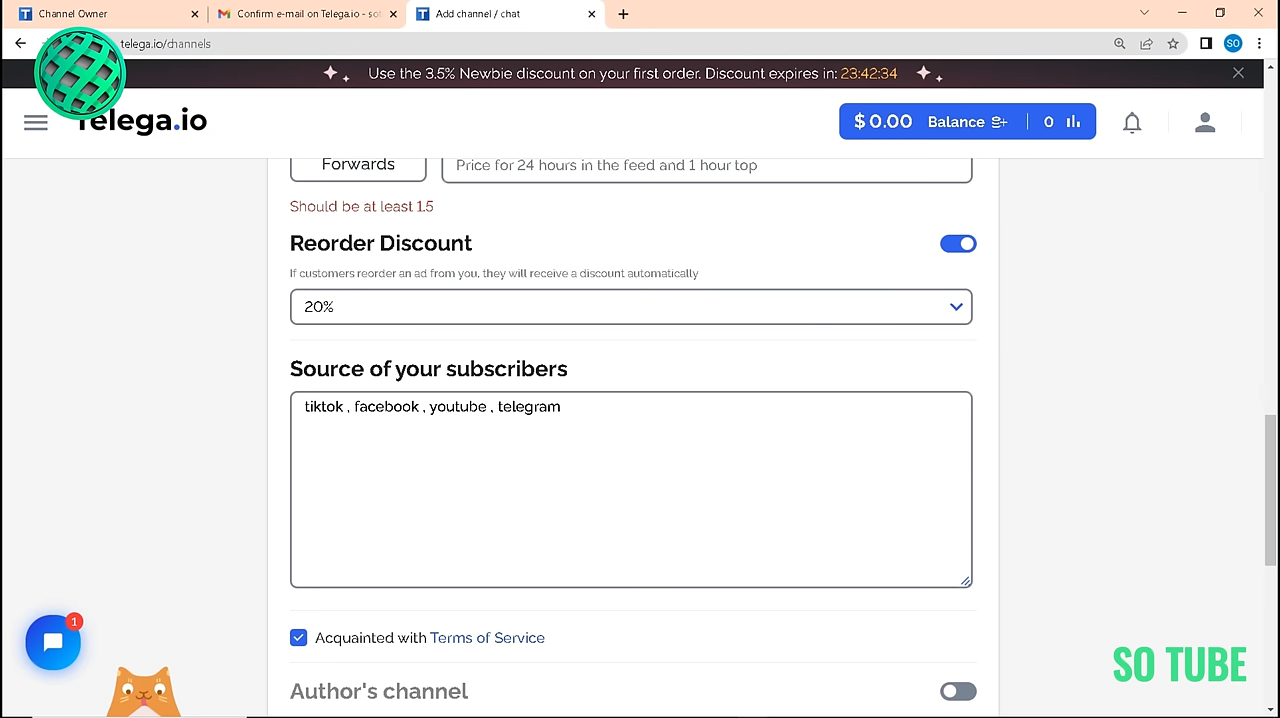 Channel Owner
Confirm e-mail on Telega.io - so
Add channel / chat
telega.io/channels
SO
Use the 3.5% Newbie discount on your first order. Discount expires in: 23:42:34
Telega.io
$ 0.00 Balance 0
Forwards
Price for 24 hours in the feed and 1 hour top
Should be at least 1.5
Reorder Discount
If customers reorder an ad from you, they will receive a discount automatically
20%
Source of your subscribers
tiktok , facebook , youtube , telegram
1
Acquainted with Terms of Service
SO TUBE
Author's channel